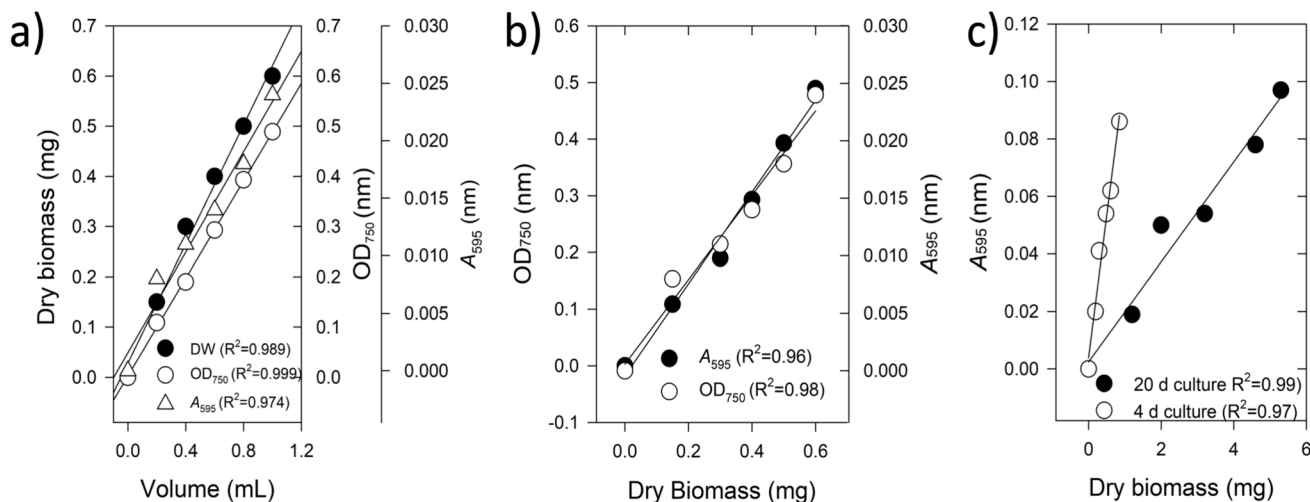 a)
0.7
0.6
0.5
0.4
0.3
0.2
0.1
0.0
Dry biomass (mg)
0.7
0.6
0.5
0.4
0.3
0.2
0.1
0.0
OD750 (nm)
0.030
0.025
0.020
0.015
0.010
0.005
0.000
A595 (nm)
DW (R2=0.989)
OD750 (R2=0.999)
A595 (R2=0.974)
0.0 0.2 0.4 0.6 0.8 1.0 1.2
Volume (mL)
b)
0.6
0.5
0.4
0.3
0.2
0.1
0.0
-0.1
OD750 (nm)
0.030
0.025
0.020
0.015
0.010
0.005
0.000
A595 (nm)
A595 (R2=0.96)
OD750 (R2=0.98)
0.0 0.2 0.4 0.6
Dry Biomass (mg)
c)
0.12
0.10
0.08
0.06
0.04
0.02
0.00
A595 (nm)
20 d culture R2=0.99)
4 d culture (R2=0.97)
0 2 4 6
Dry biomass (mg)